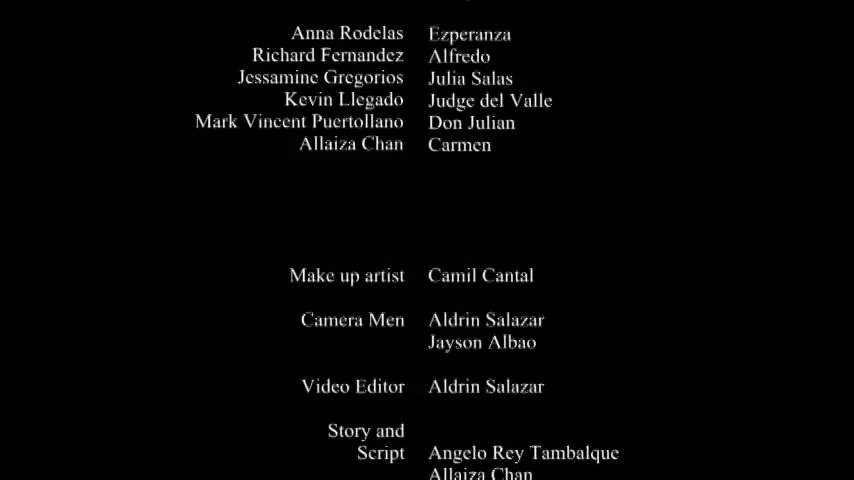 Anna Rodelas Ezperanza
Richard Fernandez Alfredo
Jessamine Gregorios Julia Salas
Kevin Llegado Judge del Valle
Mark Vincent Puertollano Don Julian
Allaiza Chan Carmen
Make up artist Camil Cantal
Camera Men Aldrin Salazar
Jayson Albao
Video Editor Aldrin Salazar
Story and
Script Angelo Rey Tambalque
Allaiza Chan